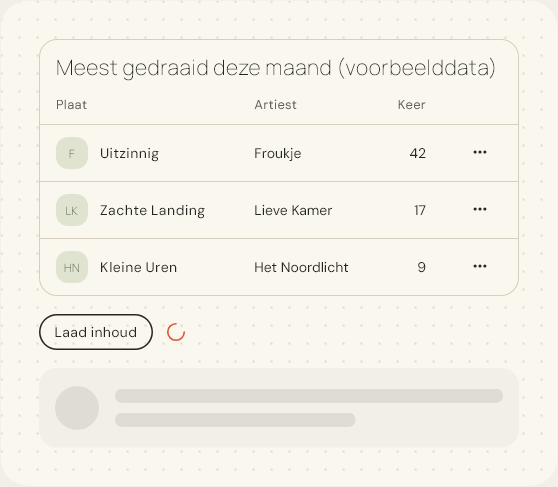 Meest gedraaid deze maand (voorbeelddata)
Plaat Artiest Keer
F Uitzinnig Froukje 42 •••
LK Zachte Landing Lieve Kamer 17 •••
HN Kleine Uren Het Noordlicht 9 •••
Laad inhoud